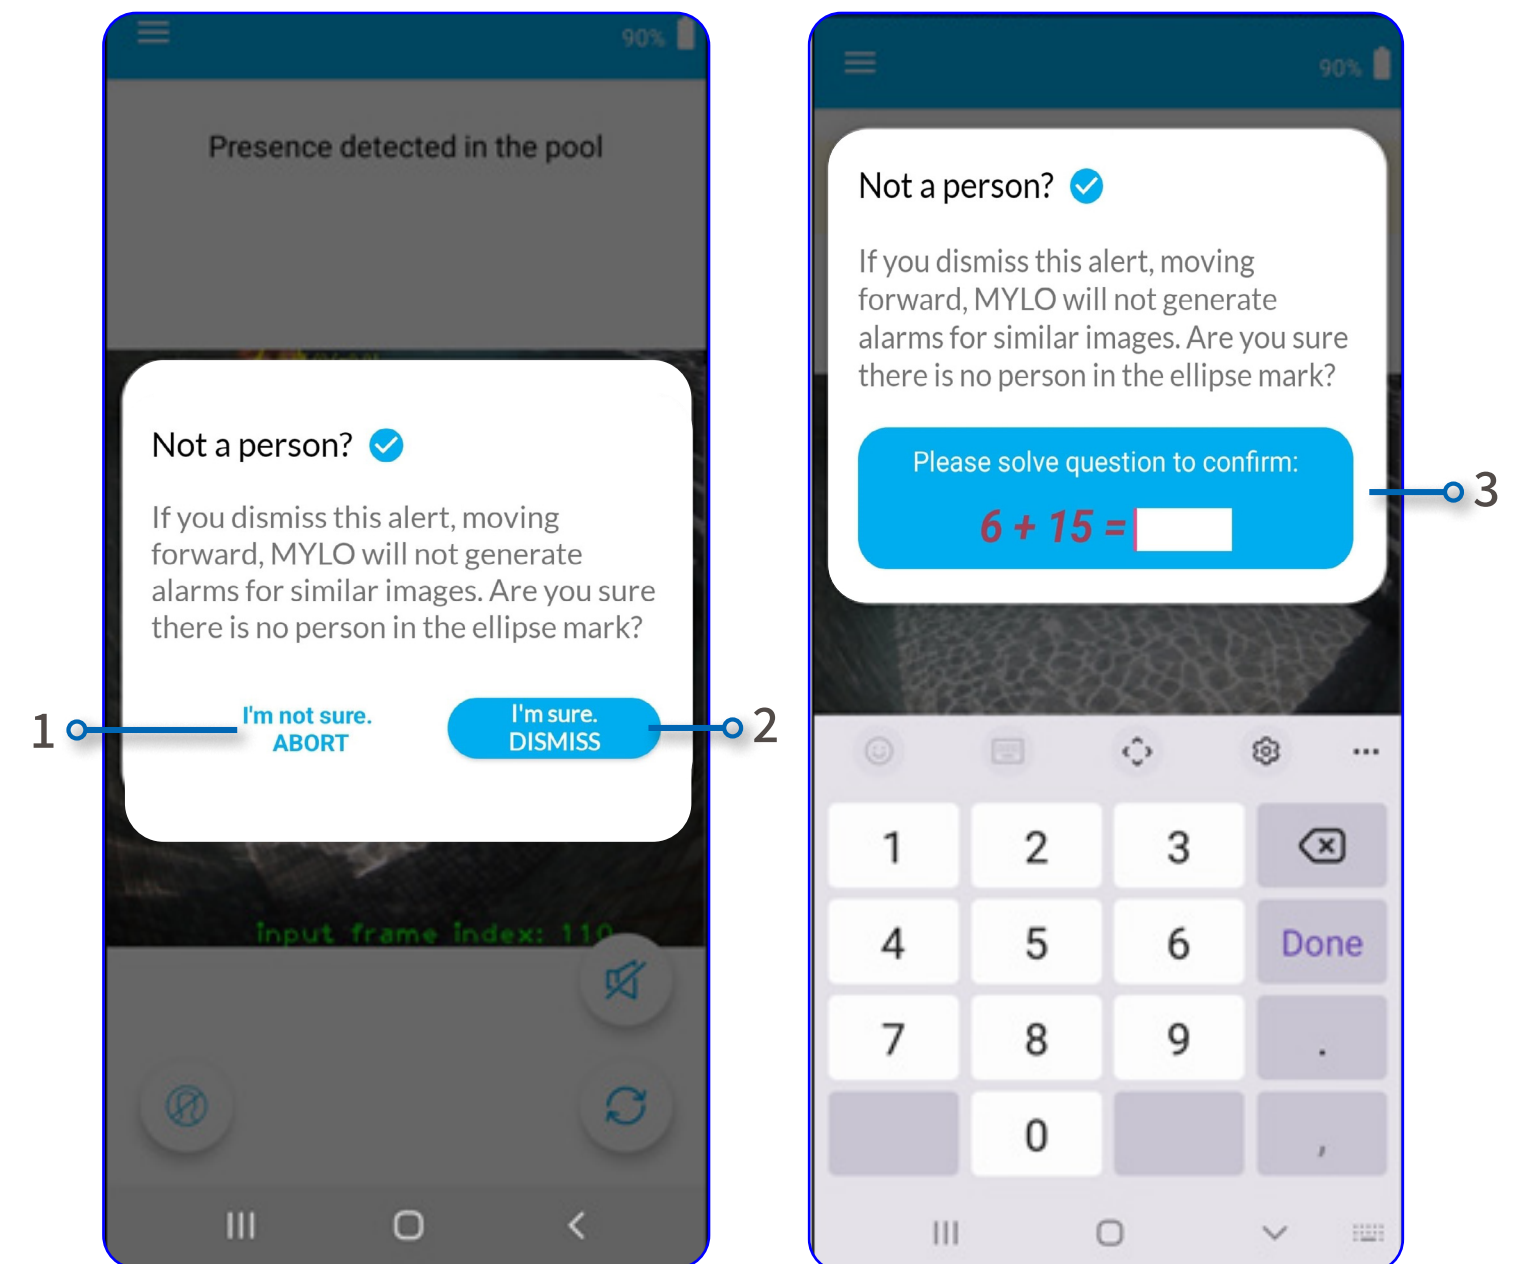 90%
Presence detected in the pool
Not a person?
If you dismiss this alert, moving
forward, MYLO will not generate
alarms for similar images. Are you sure
there is no person in the ellipse mark?
I'm not sure.
ABORT
I'm sure.
DISMISS
1
2
input frame index: 110
90%
Not a person?
If you dismiss this alert, moving
forward, MYLO will not generate
alarms for similar images. Are you sure
there is no person in the ellipse mark?
Please solve question to confirm:
6 + 15 =
3
1 2 3
4 5 6 Done
7 8 9 .
0 ,